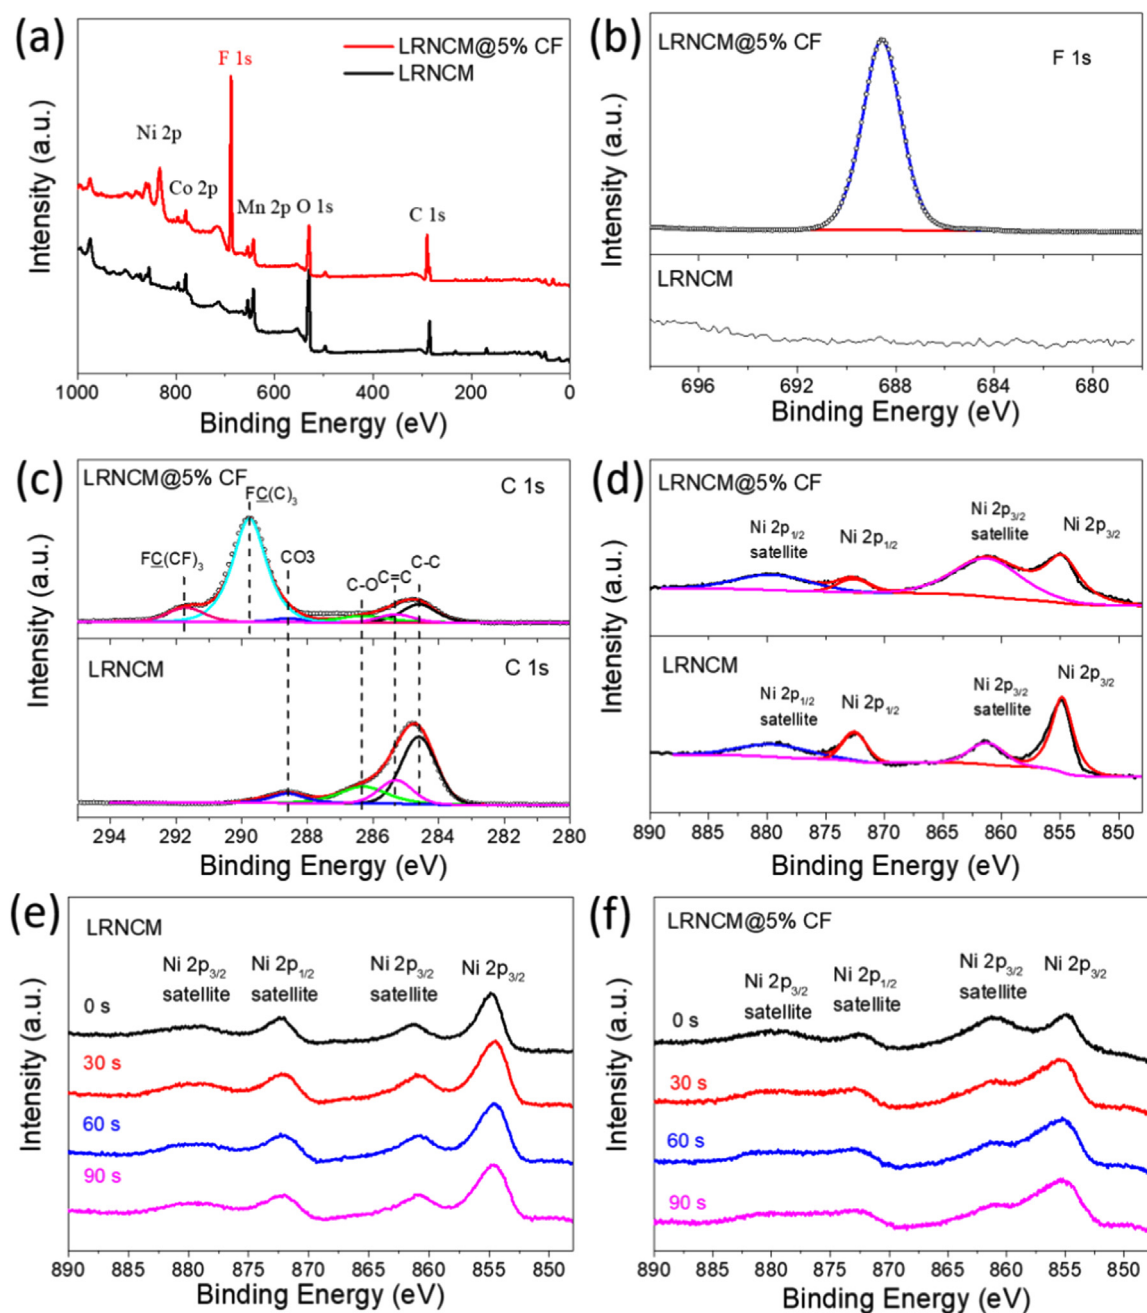 (a)
LRNCM@5% CF
LRNCM
F 1s
Ni 2p
Co 2p
Mn 2p
O 1s
C 1s
Intensity (a.u.)
1000 800 600 400 200 0
Binding Energy (eV)
(b)
LRNCM@5% CF
F 1s
LRNCM
Intensity (a.u.)
696 692 688 684 680
Binding Energy (eV)
(c)
LRNCM@5% CF
C 1s
FC(CF)3
FC(C)3
CO3
C-O
C=C
C-C
LRNCM
C 1s
Intensity (a.u.)
294 292 290 288 286 284 282 280
Binding Energy (eV)
(d)
LRNCM@5% CF
Ni 2p1/2
satellite
Ni 2p1/2
Ni 2p3/2
satellite
Ni 2p3/2
LRNCM
Ni 2p1/2
satellite
Ni 2p1/2
Ni 2p3/2
satellite
Ni 2p3/2
Intensity (a.u.)
890 885 880 875 870 865 860 855 850
Binding Energy (eV)
(e)
LRNCM
Ni 2p3/2
satellite
Ni 2p1/2
satellite
Ni 2p3/2
satellite
Ni 2p3/2
0 s
30 s
60 s
90 s
Intensity (a.u.)
890 885 880 875 870 865 860 855 850
Binding Energy (eV)
(f)
LRNCM@5% CF
Ni 2p3/2
satellite
Ni 2p1/2
satellite
Ni 2p3/2
satellite
Ni 2p3/2
0 s
30 s
60 s
90 s
Intensity (a.u.)
890 885 880 875 870 865 860 855 850
Binding Energy (eV)